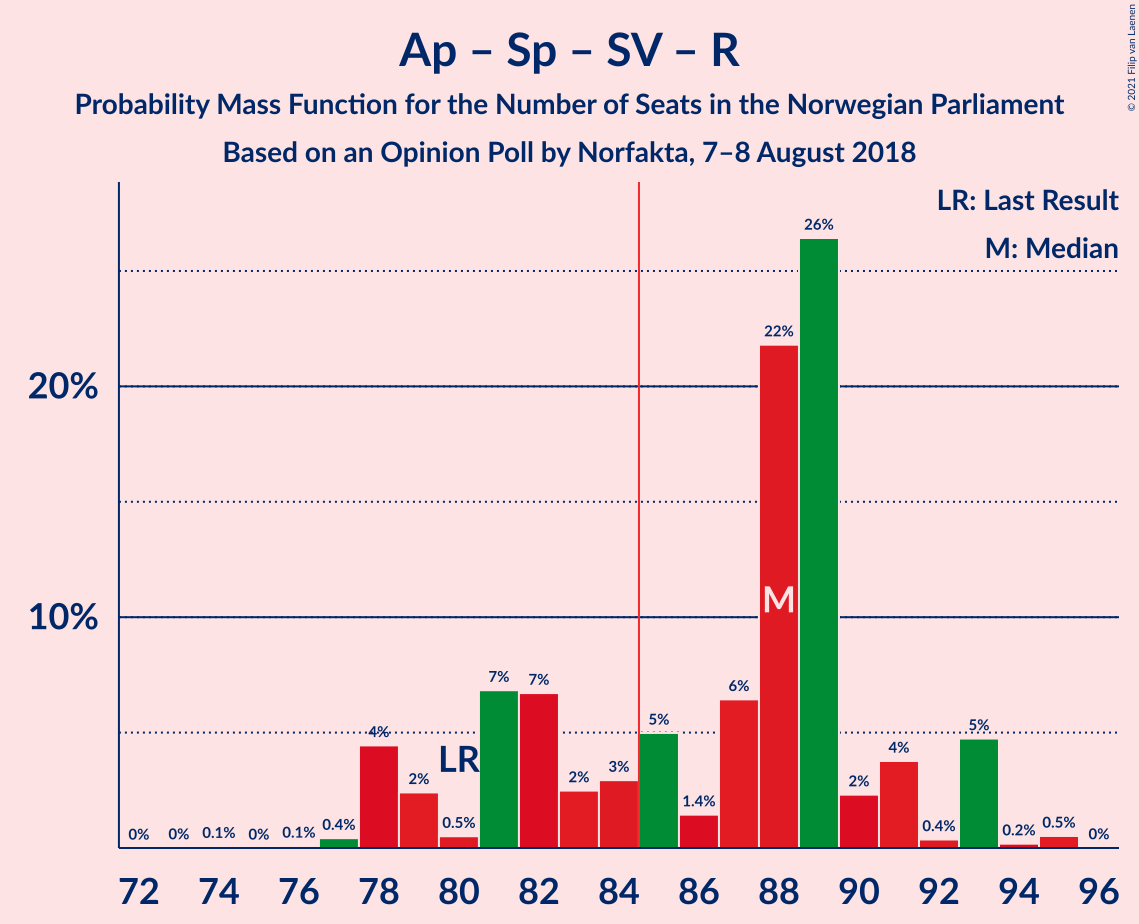 Ap – Sp – SV – R
Probability Mass Function for the Number of Seats in the Norwegian Parliament
Based on an Opinion Poll by Norfakta, 7–8 August 2018
© 2021 Filip van Laenen
LR: Last Result
M: Median
20%
10%
0% 0% 0.1% 0% 0.1% 0.4% 4% 2% 0.5% 7% 7% 2% 3% 5% 1.4% 6% 22% 26% 2% 4% 0.4% 5% 0.2% 0.5% 0%
LR
M
72 74 76 78 80 82 84 86 88 90 92 94 96